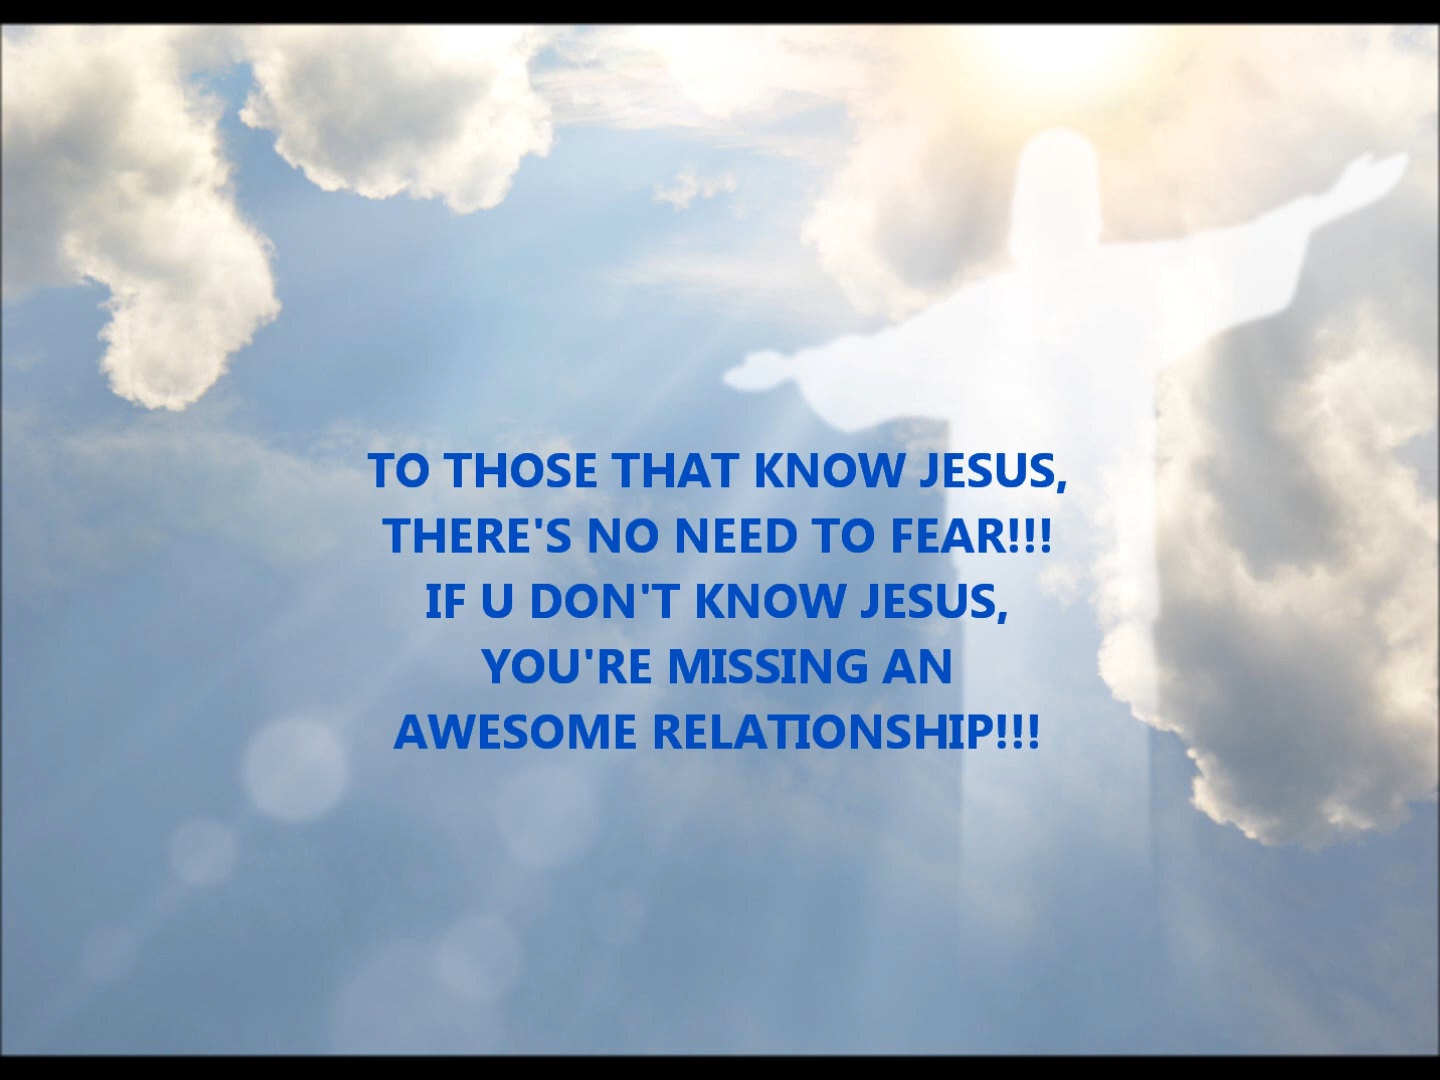 TO THOSE THAT KNOW JESUS,
THERE'S NO NEED TO FEAR!!!
IF U DON'T KNOW JESUS,
YOU'RE MISSING AN
AWESOME RELATIONSHIP!!!